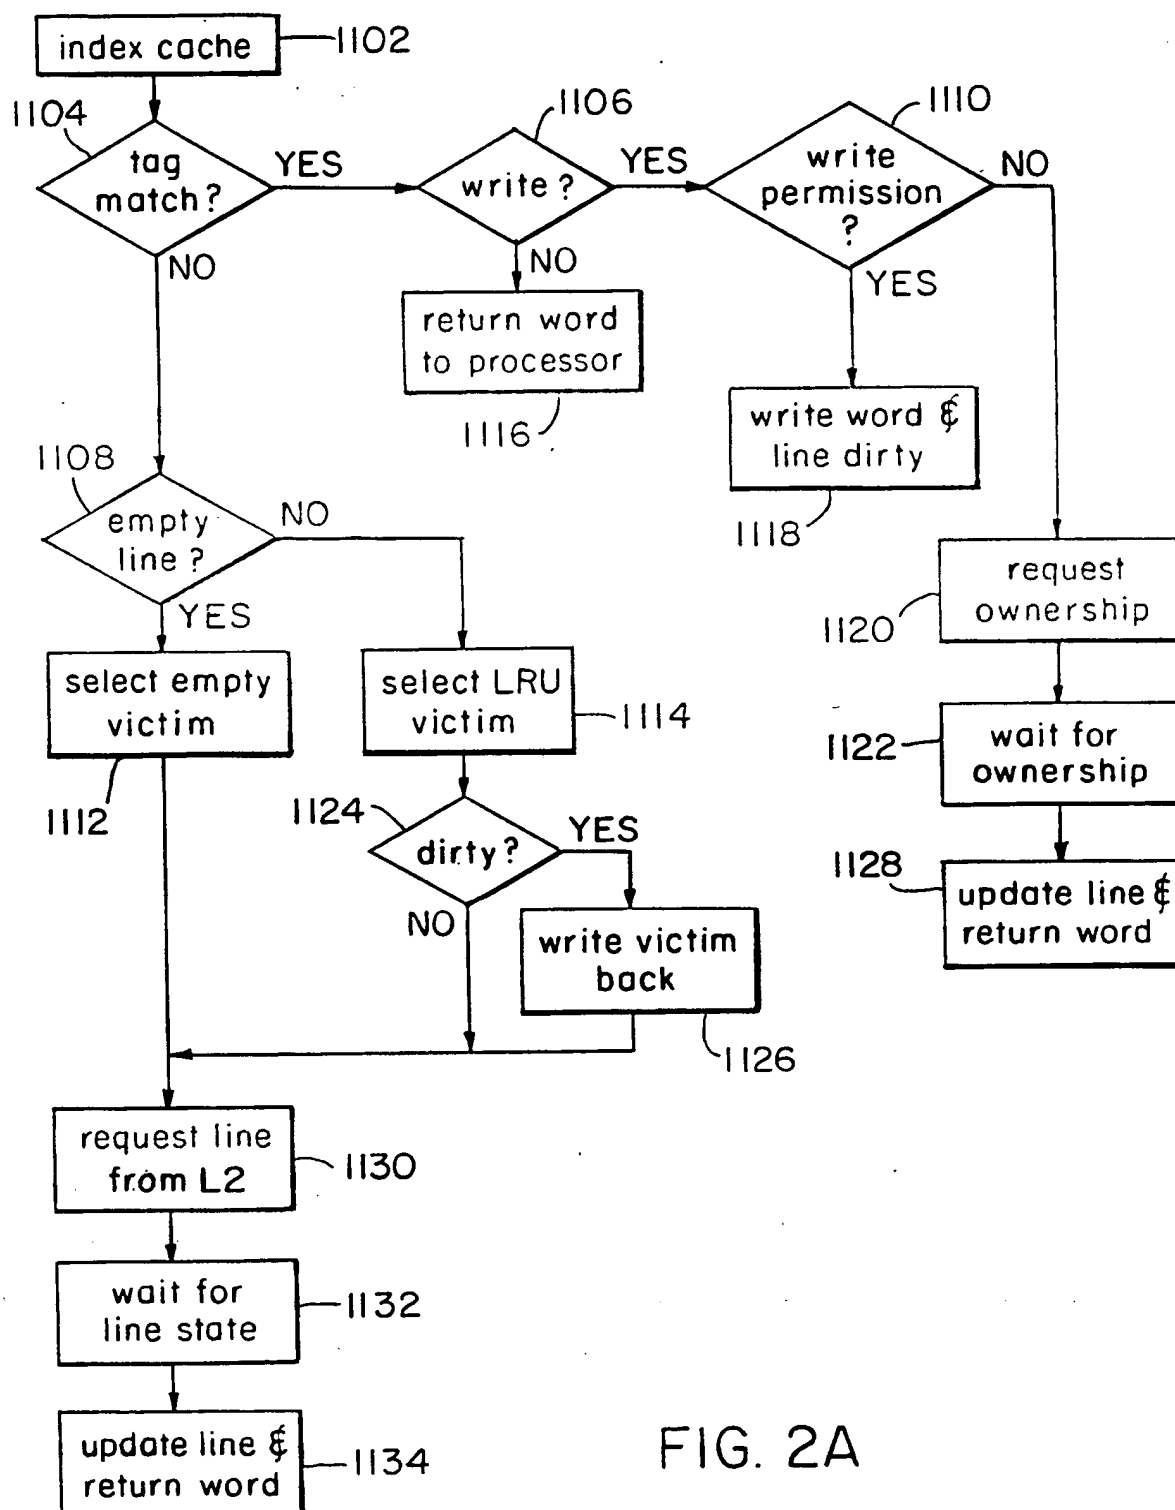 index cache
1102
1104
tag
match?
YES
NO
1106
write?
YES
NO
1110
write
permission
?
NO
YES
return word
to processor
1116
write word &
line dirty
1118
1108
empty
line?
NO
YES
request
ownership
1120
select empty
victim
1112
select LRU
victim
1114
wait for
ownership
1122
1124
dirty?
YES
NO
1128
update line &
return word
write victim
back
1126
request line
from L2
1130
wait for
line state
1132
update line &
return word
1134
FIG. 2A